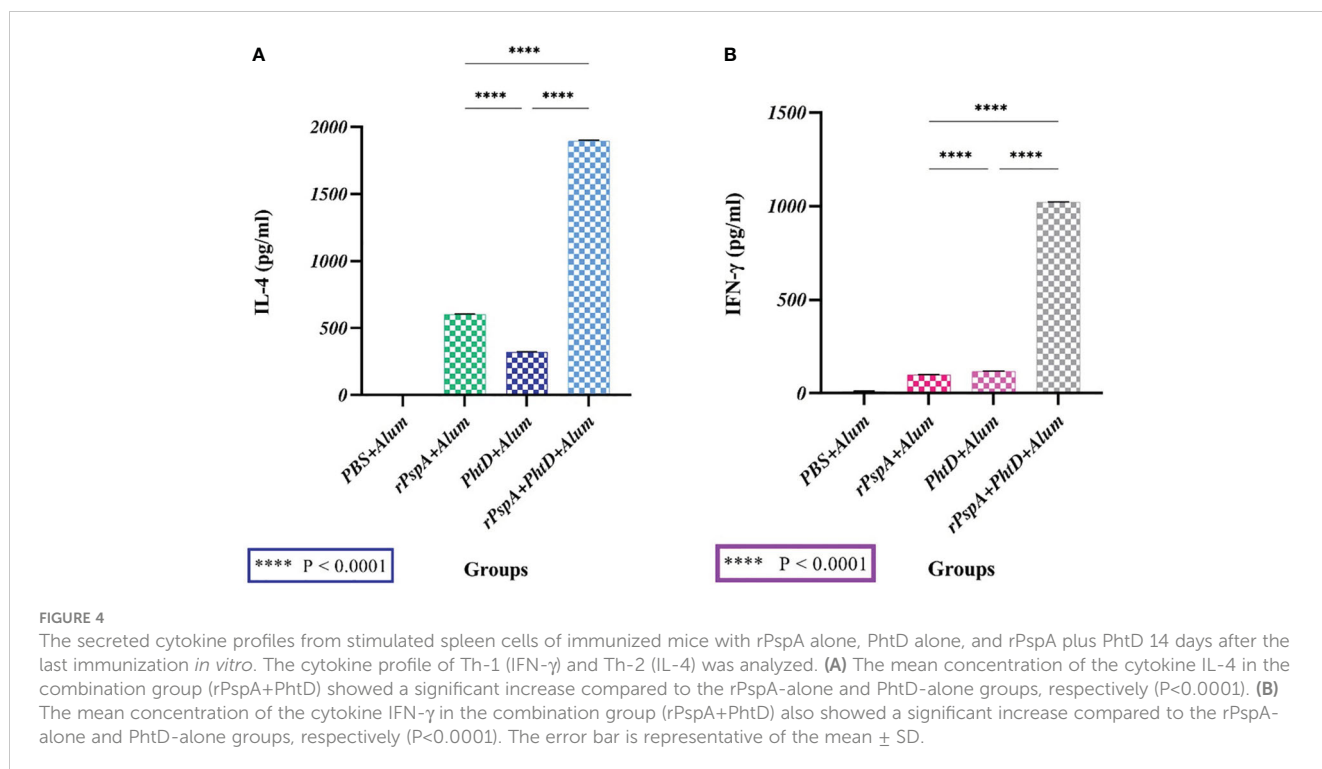 A
****
****
****
2000
1500
1000
500
0
IL-4 (pg/ml)
PBS+Alum
rPspA+Alum
PhtD+Alum
rPspA+PhtD+Alum
**** P < 0.0001
Groups
B
****
****
****
1500
1000
500
0
IFN-γ (pg/ml)
PBS+Alum
rPspA+Alum
PhtD+Alum
rPspA+PhtD+Alum
**** P < 0.0001
Groups
FIGURE 4
The secreted cytokine profiles from stimulated spleen cells of immunized mice with rPspA alone, PhtD alone, and rPspA plus PhtD 14 days after the
last immunization in vitro. The cytokine profile of Th-1 (IFN-γ) and Th-2 (IL-4) was analyzed. (A) The mean concentration of the cytokine IL-4 in the
combination group (rPspA+PhtD) showed a significant increase compared to the rPspA-alone and PhtD-alone groups, respectively (P<0.0001). (B)
The mean concentration of the cytokine IFN-γ in the combination group (rPspA+PhtD) also showed a significant increase compared to the rPspA-
alone and PhtD-alone groups, respectively (P<0.0001). The error bar is representative of the mean ± SD.